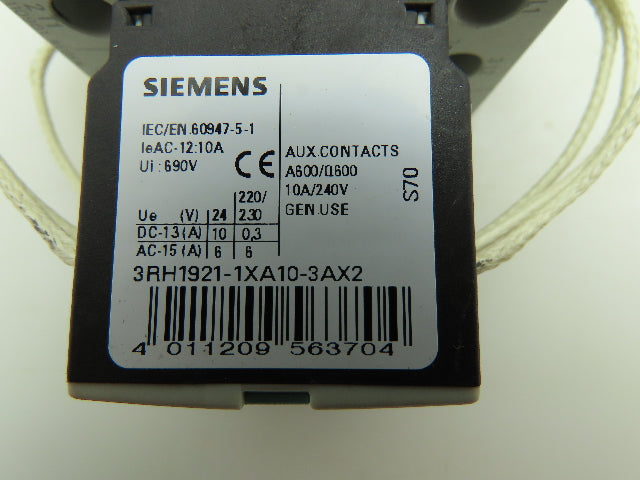 SIEMENS
IEC/EN.60947-5-1
IeAC-12:10A
Ui : 690V
CE
AUX.CONTACTS
A600/Q600
10A/240V
GEN.USE
S70
220/
Ue (V) 24 230
DC-13 (A) 10 0,3
AC-15 (A) 6 6
3RH1921-1XA10-3AX2
4 011209 563704